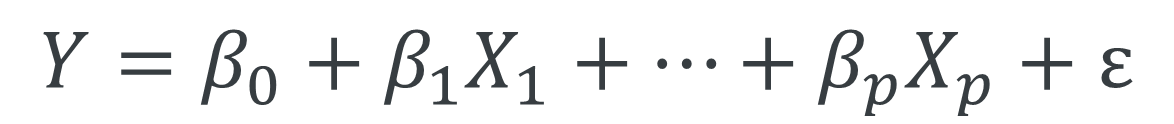 Y = β₀ + β₁X₁ + ⋯ + βₚXₚ + ε